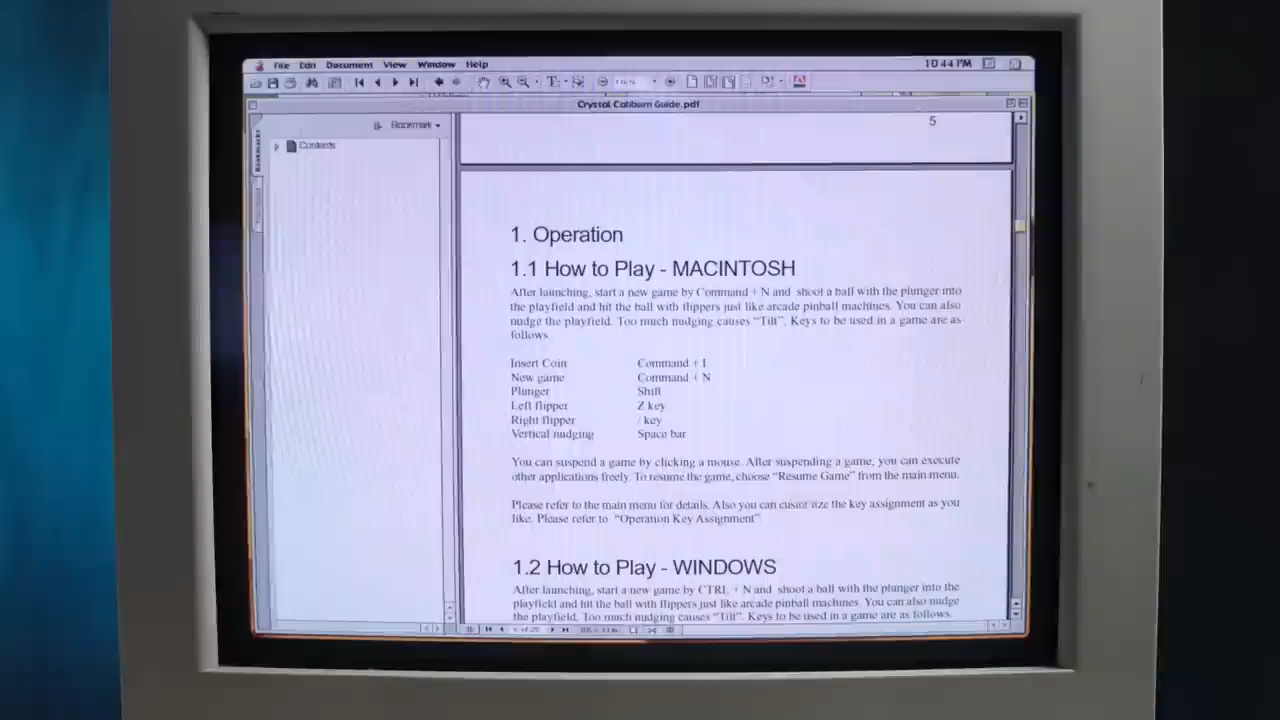 File Edit Document View Window Help
10:44 PM
Crystal Caliburn Guide.pdf
Bookmark
Bookmarks
Contents
5
1. Operation
1.1 How to Play - MACINTOSH
After launching, start a new game by Command + N and shoot a ball with the plunger into
the playfield and hit the ball with flippers just like arcade pinball machines. You can also
nudge the playfield. Too much nudging causes “Tilt”. Keys to be used in a game are as
follows
Insert Coin Command + I
New game Command + N
Plunger Shift
Left flipper Z key
Right flipper / key
Vertical nudging Space bar
You can suspend a game by clicking a mouse. After suspending a game, you can execute
other applications freely. To resume the game, choose “Resume Game” from the main menu.
Please refer to the main menu for details. Also you can customize the key assignment as you
like. Please refer to “Operation Key Assignment”
1.2 How to Play - WINDOWS
After launching, start a new game by CTRL + N and shoot a ball with the plunger into the
playfield and hit the ball with flippers just like arcade pinball machines. You can also nudge
the playfield. Too much nudging causes “Tilt”. Keys to be used in a game are as follows.